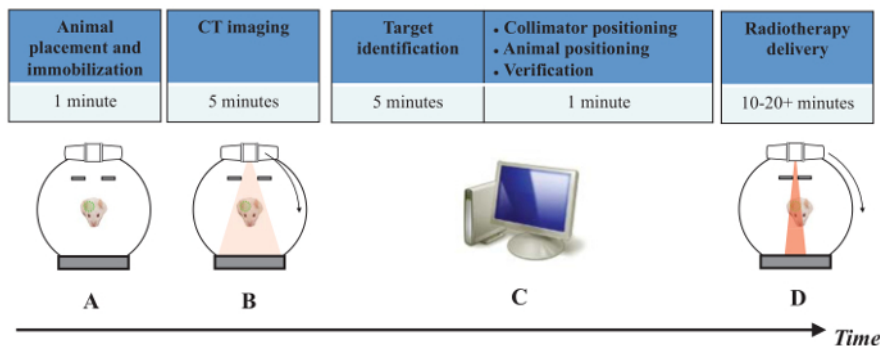 Animal
placement and
immobilization
1 minute
CT imaging
5 minutes
Target
identification
5 minutes
• Collimator positioning
• Animal positioning
• Verification
1 minute
Radiotherapy
delivery
10-20+ minutes
A
B
C
D
Time